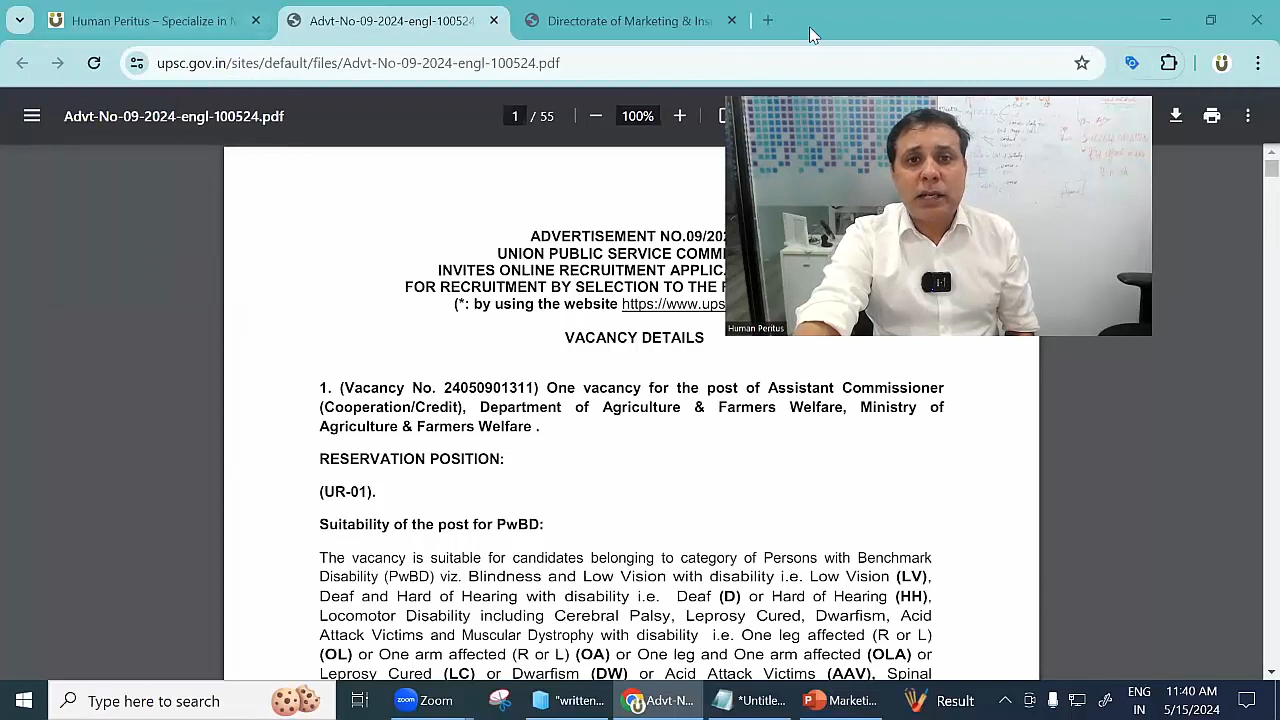 Human Peritus – Specialize in M
Advt-No-09-2024-engl-100524
Directorate of Marketing & Ins
upsc.gov.in/sites/default/files/Advt-No-09-2024-engl-100524.pdf
Advt-No-09-2024-engl-100524.pdf
1 / 55
100%
ADVERTISEMENT NO.09/202
UNION PUBLIC SERVICE COMM
INVITES ONLINE RECRUITMENT APPLICA
FOR RECRUITMENT BY SELECTION TO THE F
(*: by using the website https://www.ups
Human Peritus
VACANCY DETAILS
1. (Vacancy No. 24050901311) One vacancy for the post of Assistant Commissioner
(Cooperation/Credit), Department of Agriculture & Farmers Welfare, Ministry of
Agriculture & Farmers Welfare .
RESERVATION POSITION:
(UR-01).
Suitability of the post for PwBD:
The vacancy is suitable for candidates belonging to category of Persons with Benchmark
Disability (PwBD) viz. Blindness and Low Vision with disability i.e. Low Vision (LV),
Deaf and Hard of Hearing with disability i.e. Deaf (D) or Hard of Hearing (HH),
Locomotor Disability including Cerebral Palsy, Leprosy Cured, Dwarfism, Acid
Attack Victims and Muscular Dystrophy with disability i.e. One leg affected (R or L)
(OL) or One arm affected (R or L) (OA) or One leg and One arm affected (OLA) or
Leprosy Cured (LC) or Dwarfism (DW) or Acid Attack Victims (AAV), Spinal
Type here to search
Zoom
"written...
Advt-N...
*Untitle...
Marketi...
Result
ENG
IN
11:40 AM
5/15/2024